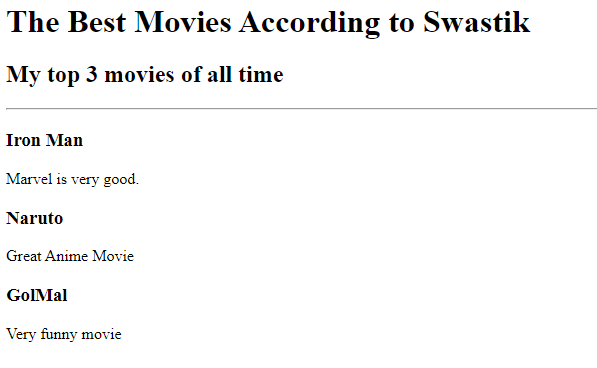 The Best Movies According to Swastik
My top 3 movies of all time
Iron Man
Marvel is very good.
Naruto
Great Anime Movie
GolMal
Very funny movie